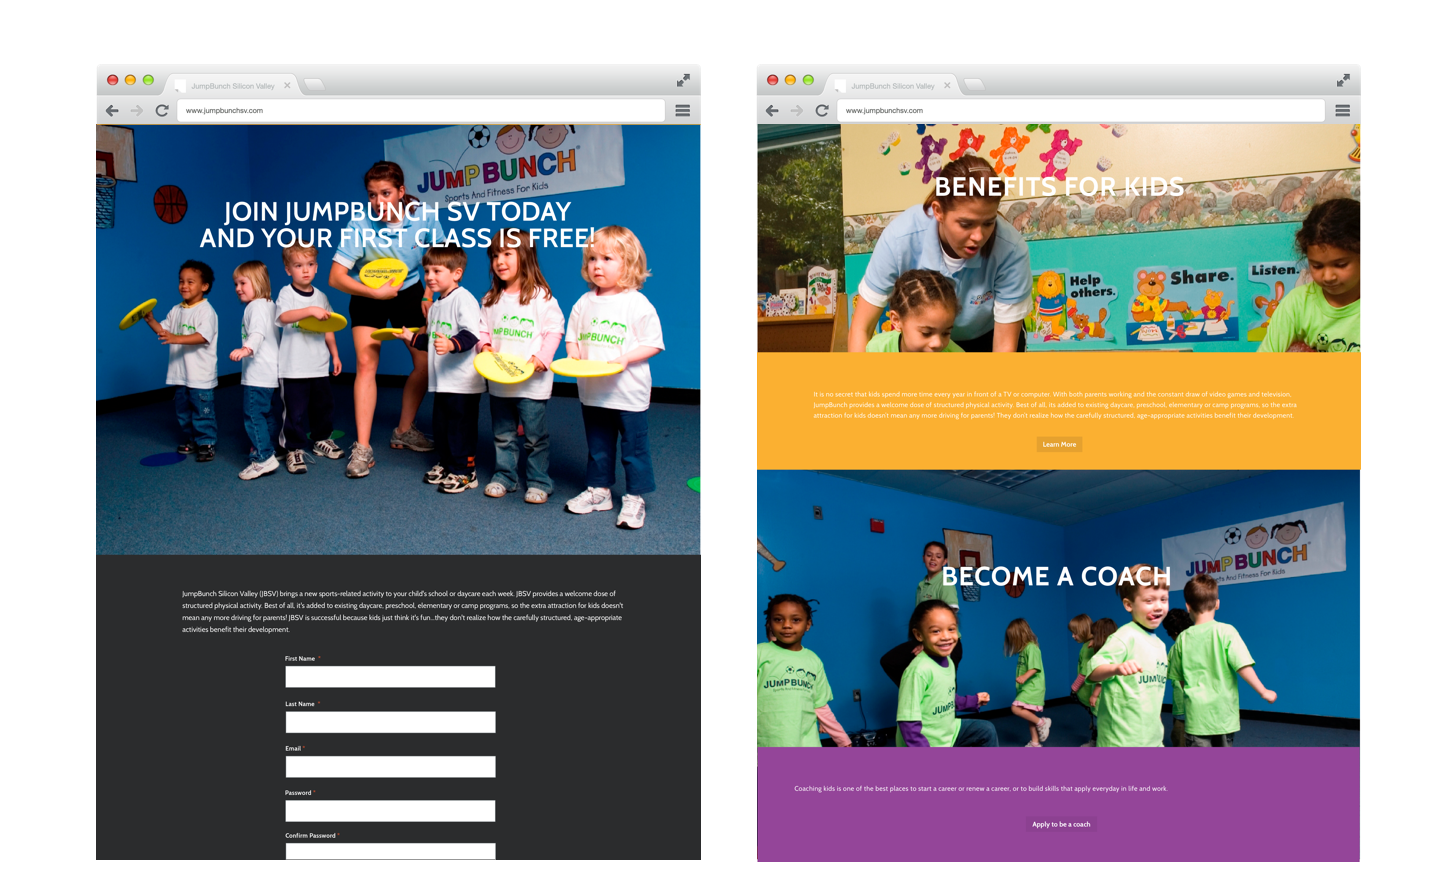 JumpBunch Silicon Valley
www.jumpbunchsv.com
JUMPBUNCH
Sports And Fitness For Kids
JOIN JUMPBUNCH SV TODAY
AND YOUR FIRST CLASS IS FREE!
JUMPBUNCH
JUMPBUNCH
JumpBunch Silicon Valley (JBSV) brings a new sports-related activity to your child's school or daycare each week. JBSV provides a welcome dose of
structured physical activity. Best of all, it's added to existing daycare, preschool, elementary or camp programs, so the extra attraction for kids doesn't
mean any more driving for parents! JBSV is successful because kids just think it's fun...they don't realize how the carefully structured, age-appropriate
activities benefit their development.
First Name *
Last Name *
Email *
Password *
Confirm Password *
JumpBunch Silicon Valley
www.jumpbunchsv.com
BENEFITS FOR KIDS
Help
others.
Share.
Listen.
It is no secret that kids spend more time every year in front of a TV or computer. With both parents working and the constant draw of video games and television,
JumpBunch provides a welcome dose of structured physical activity. Best of all, its added to existing daycare, preschool, elementary or camp programs, so the extra
attraction for kids doesn't mean any more driving for parents! They don't realize how the carefully structured, age-appropriate activities benefit their development
Learn More
JUMPBUNCH
Sports And Fitness For Kids
BECOME A COACH
JUMPBUNCH
Coaching kids is one of the best places to start a career or renew a career, or to build skills that apply everyday in life and work.
Apply to be a coach